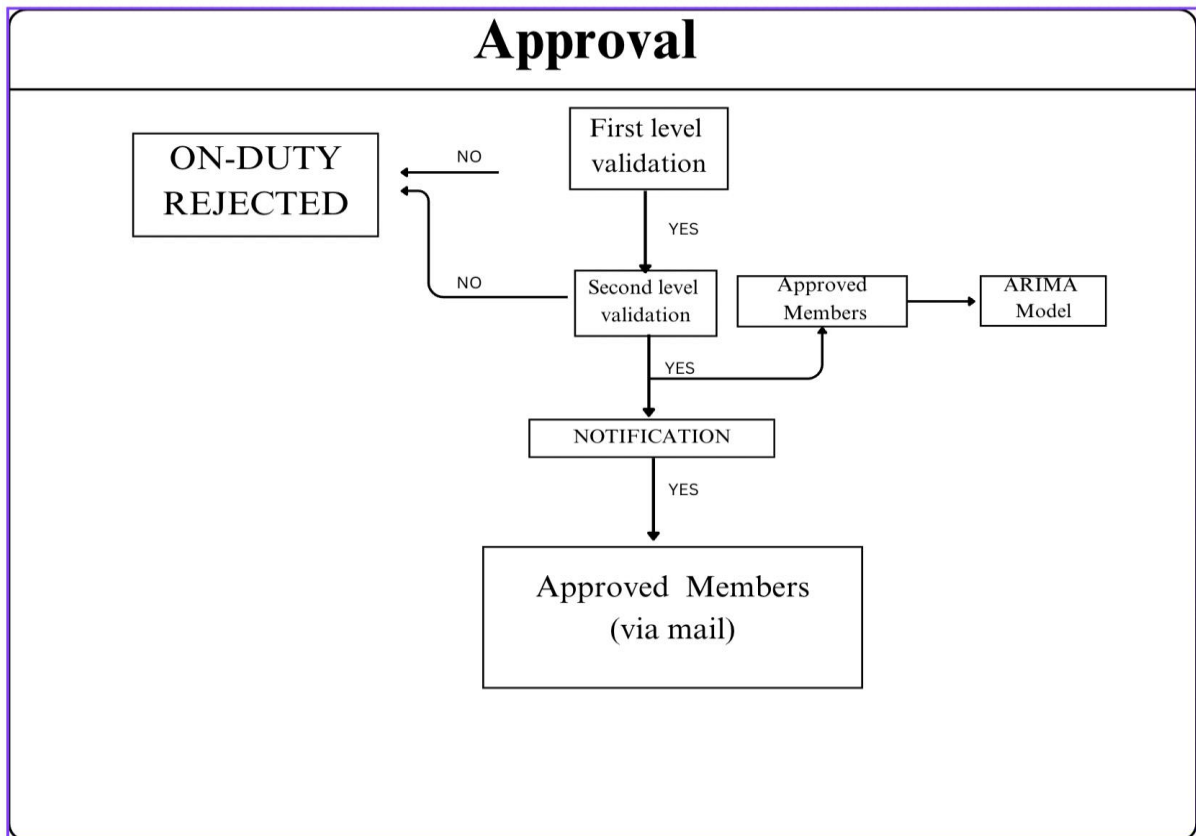 Approval
First level
validation
ON-DUTY
REJECTED
NO
YES
NO
Second level
validation
Approved
Members
ARIMA
Model
YES
NOTIFICATION
YES
Approved Members
(via mail)